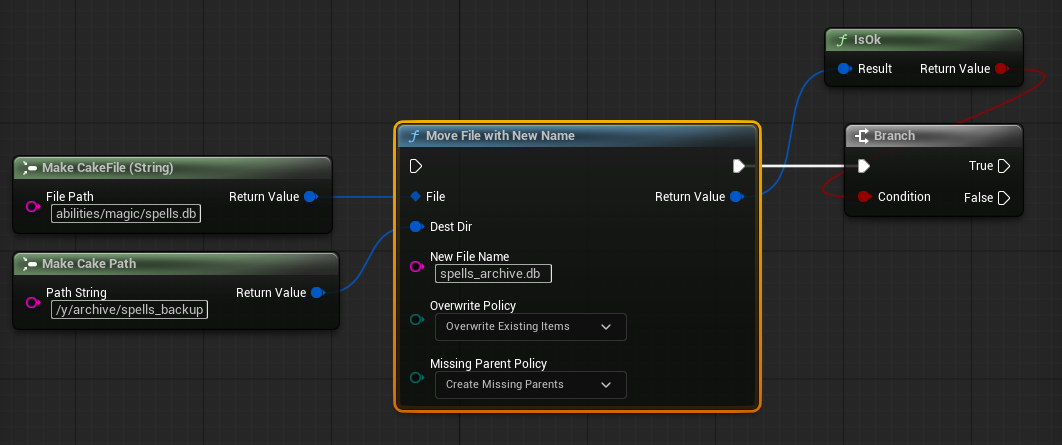 IsOk
Result Return Value
Move File with New Name
Branch
True
Make CakeFile (String)
File Path Return Value
abilities/magic/spells.db
File Return Value
Condition False
Dest Dir
Make Cake Path
New File Name
spells_archive.db
Path String Return Value
/y/archive/spells_backup
Overwrite Policy
Overwrite Existing Items
Missing Parent Policy
Create Missing Parents